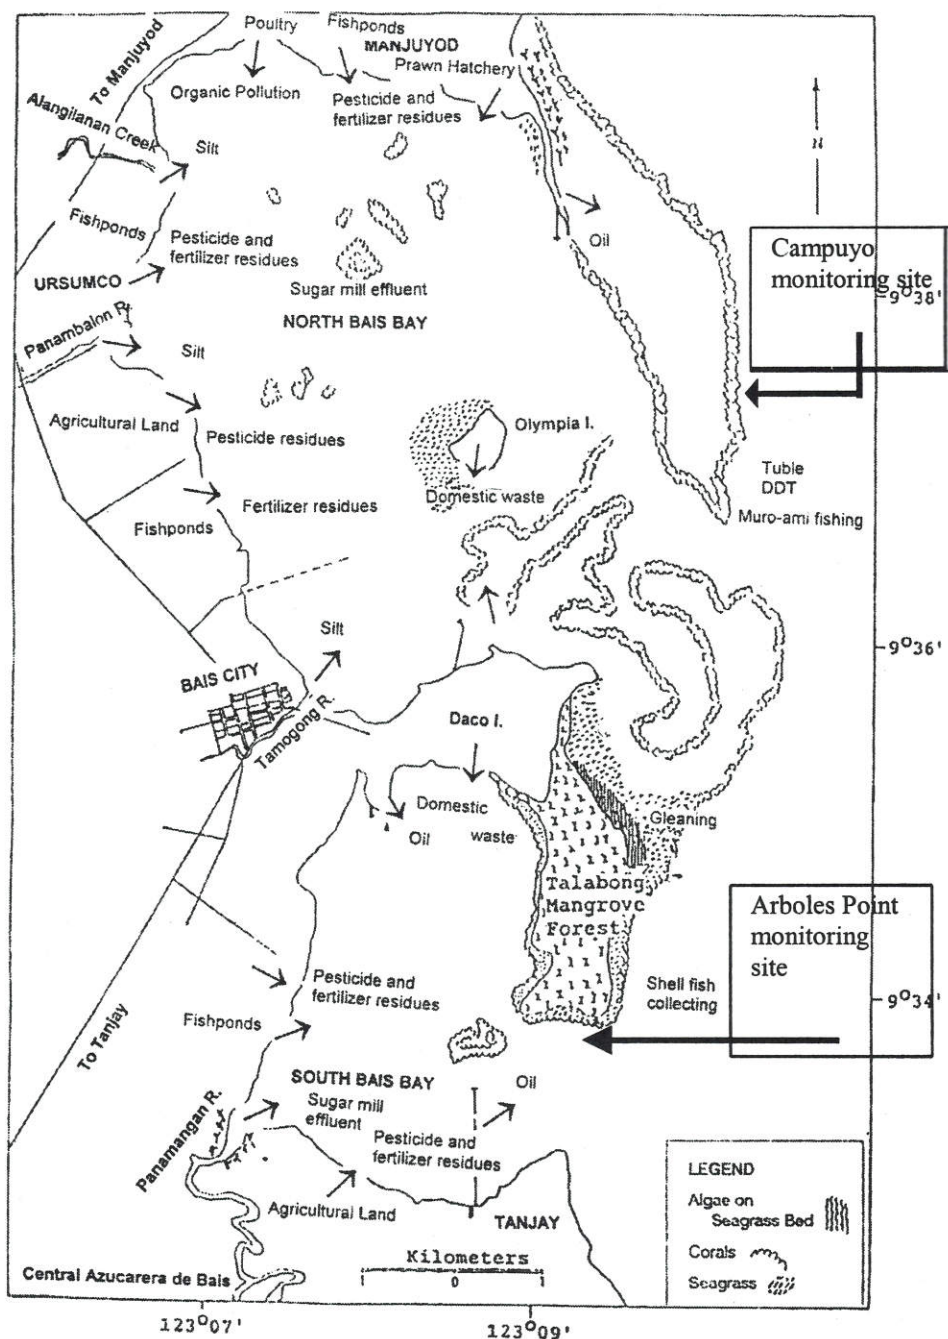 Poultry
Fishponds
MANJUYOD
Prawn Hatchery
To Manjuyod
Organic Pollution
Pesticide and
fertilizer residues
Alangilanan Creek
Silt
N
Oil
Fishponds
Pesticide and
fertilizer residues
URSUMCO
Sugar mill effluent
NORTH BAIS BAY
Campuyo
monitoring site
9°38'
Panambalon R.
Silt
Agricultural Land
Pesticide residues
Olympia I.
Domestic waste
Tuble
DDT
Muro-ami fishing
Fertilizer residues
Fishponds
Silt
9°36'
BAIS CITY
Tamogong R.
Daco I.
Domestic
waste
Oil
Gleaning
Talabong
Mangrove
Forest
Arboles Point
monitoring
site
Shell fish
collecting
9°34'
Pesticide and
fertilizer residues
Fishponds
To Tanjay
SOUTH BAIS BAY
Oil
Sugar mill
effluent
Panamangan R.
Pesticide and
fertilizer residues
Agricultural Land
TANJAY
Kilometers
1 0 1
Central Azucarera de Bais
LEGEND
Algae on
Seagrass Bed
Corals
Seagrass
123°07'
123°09'